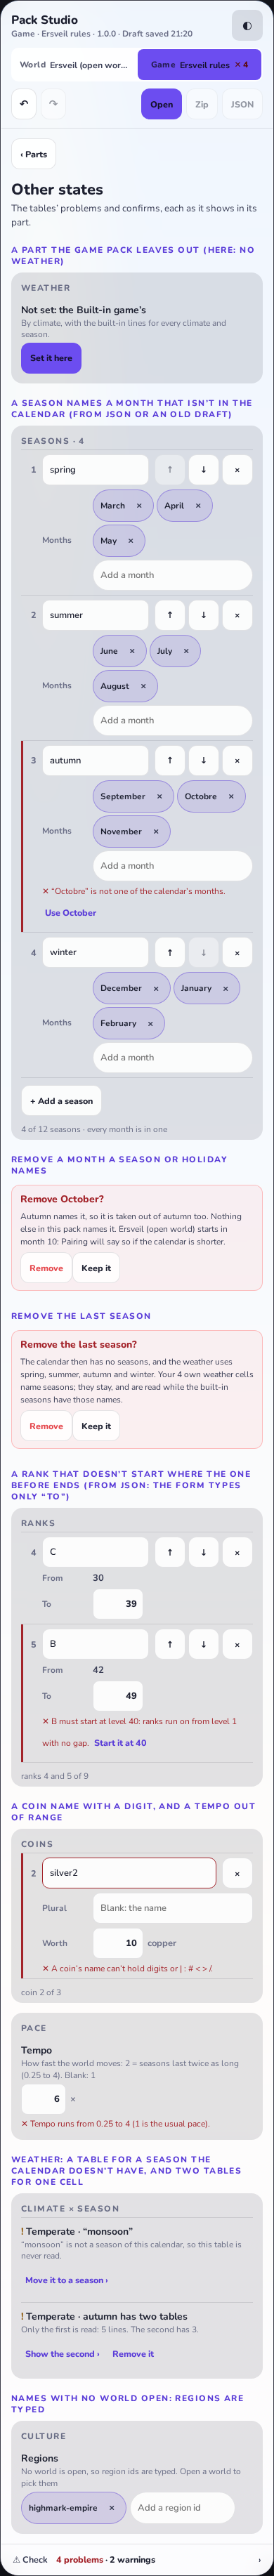 Pack Studio
Game · Ersveil rules · 1.0.0 · Draft saved 21:20
World Ersveil (open wor… Game Ersveil rules × 4
↶ ↷ Open Zip JSON
‹ Parts
Other states
The tables’ problems and confirms, each as it shows in its
part.
A PART THE GAME PACK LEAVES OUT (HERE: NO
WEATHER)
WEATHER
Not set: the Built-in game’s
By climate, with the built-in lines for every climate and
season.
Set it here
A SEASON NAMES A MONTH THAT ISN’T IN THE
CALENDAR (FROM JSON OR AN OLD DRAFT)
SEASONS · 4
1 spring ↑ ↓ ×
March × April ×
Months
May ×
Add a month
2 summer ↑ ↓ ×
June × July ×
Months
August ×
Add a month
3 autumn ↑ ↓ ×
September × Octobre ×
Months
November ×
Add a month
× “Octobre” is not one of the calendar’s months.
Use October
4 winter ↑ ↓ ×
December × January ×
Months
February ×
Add a month
+ Add a season
4 of 12 seasons · every month is in one
REMOVE A MONTH A SEASON OR HOLIDAY
NAMES
Remove October?
Autumn names it, so it is taken out of autumn too. Nothing
else in this pack names it. Ersveil (open world) starts in
month 10: Pairing will say so if the calendar is shorter.
Remove Keep it
REMOVE THE LAST SEASON
Remove the last season?
The calendar then has no seasons, and the weather uses
spring, summer, autumn and winter. Your 4 own weather cells
name seasons; they stay, and are read while the built-in
seasons have those names.
Remove Keep it
A RANK THAT DOESN’T START WHERE THE ONE
BEFORE ENDS (FROM JSON: THE FORM TYPES
ONLY “TO”)
RANKS
4 C ↑ ↓ ×
From 30
To 39
5 B ↑ ↓ ×
From 42
To 49
× B must start at level 40: ranks run on from level 1
with no gap. Start it at 40
ranks 4 and 5 of 9
A COIN NAME WITH A DIGIT, AND A TEMPO OUT
OF RANGE
COINS
2 silver2 ×
Plural Blank: the name
Worth 10 copper
× A coin’s name can’t hold digits or | : # < > /.
coin 2 of 3
PACE
Tempo
How fast the world moves: 2 = seasons last twice as long
(0.25 to 4). Blank: 1
6 ×
× Tempo runs from 0.25 to 4 (1 is the usual pace).
WEATHER: A TABLE FOR A SEASON THE
CALENDAR DOESN’T HAVE, AND TWO TABLES
FOR ONE CELL
CLIMATE × SEASON
! Temperate · “monsoon”
“monsoon” is not a season of this calendar, so this table is
never read.
Move it to a season ›
! Temperate · autumn has two tables
Only the first is read: 5 lines. The second has 3.
Show the second › Remove it
NAMES WITH NO WORLD OPEN: REGIONS ARE
TYPED
CULTURE
Regions
No world is open, so region ids are typed. Open a world to
pick them
highmark-empire × Add a region id
⚠ Check 4 problems · 2 warnings ›